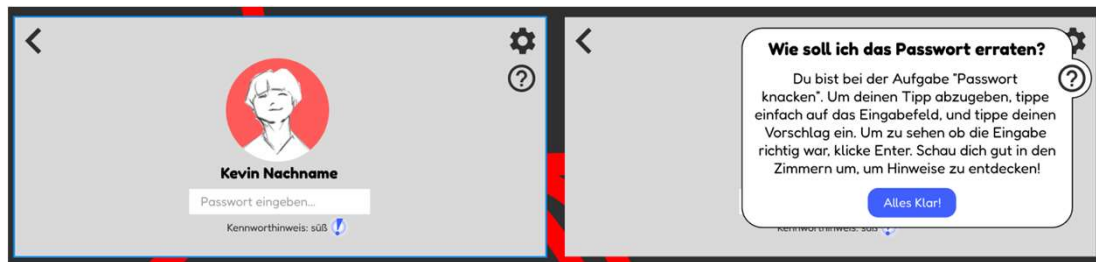 Kevin Nachname
Passwort eingeben...
Kennworthinweis: süß
Wie soll ich das Passwort erraten?
Du bist bei der Aufgabe "Passwort
knacken". Um deinen Tipp abzugeben, tippe
einfach auf das Eingabefeld, und tippe deinen
Vorschlag ein. Um zu sehen ob die Eingabe
richtig war, klicke Enter. Schau dich gut in den
Zimmern um, um Hinweise zu entdecken!
Alles Klar!
Kennworthinweis: süß